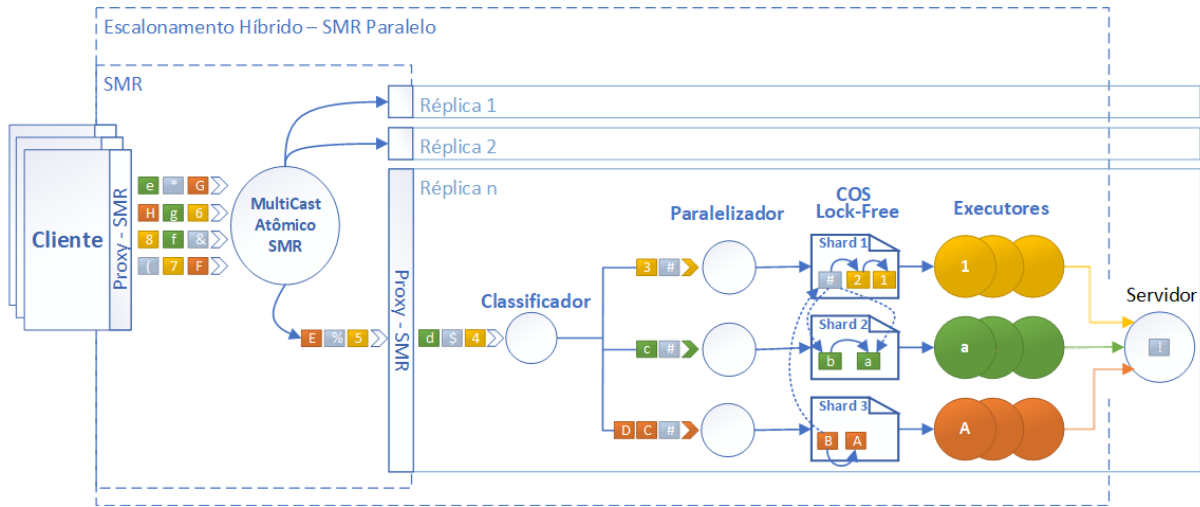 Escalonamento Híbrido – SMR Paralelo
SMR
Réplica 1
Réplica 2
Réplica n
Cliente
Proxy - SMR
e * G
H g 6
8 f &
( 7 F
MultiCast
Atômico
SMR
E % 5
Proxy - SMR
d $ 4
Classificador
3 #
c #
D C #
Paralelizador
COS
Lock-Free
Shard 1
# 2 1
Shard 2
b a
Shard 3
B A
Executores
1
a
A
Servidor
!